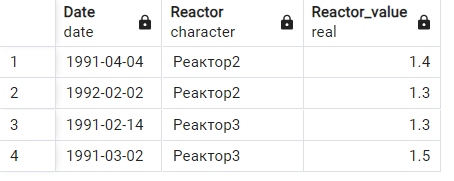 Date Reactor Reactor_value
date character real
1 1991-04-04 Реактор2 1.4
2 1992-02-02 Реактор2 1.3
3 1991-02-14 Реактор3 1.3
4 1991-03-02 Реактор3 1.5